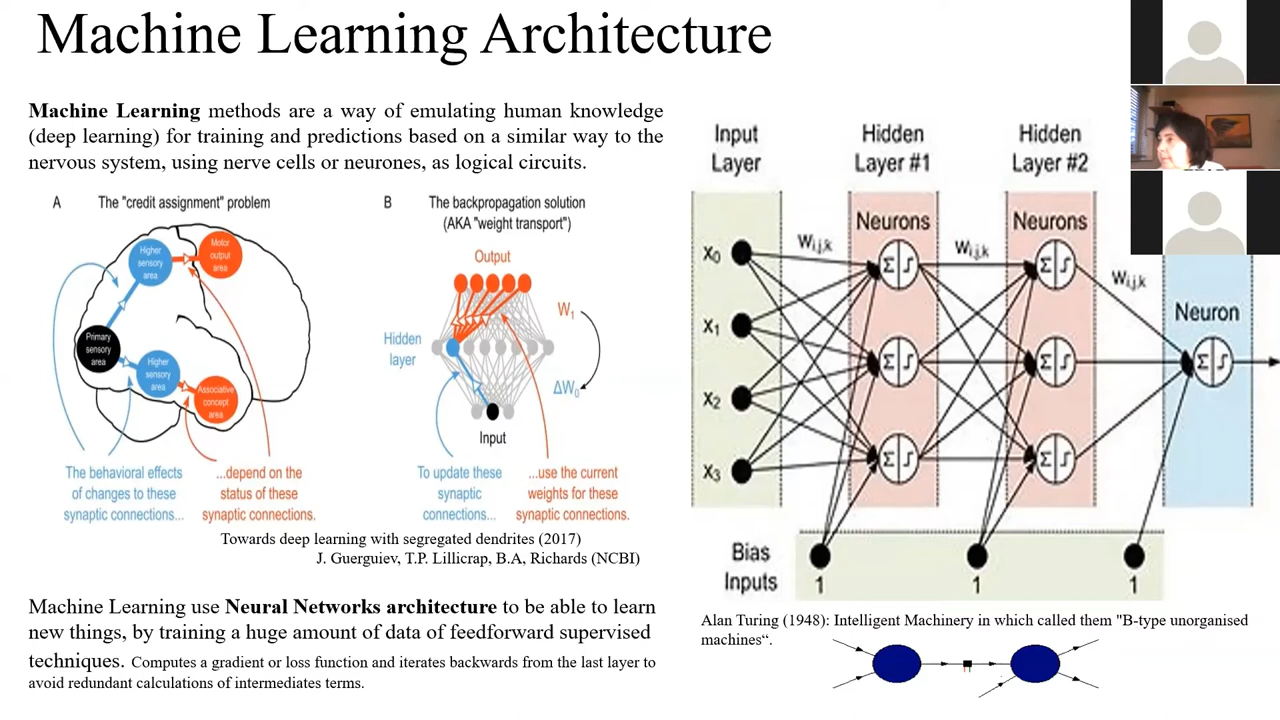 Machine Learning Architecture
Machine Learning methods are a way of emulating human knowledge
(deep learning) for training and predictions based on a similar way to the
nervous system, using nerve cells or neurones, as logical circuits.
A The "credit assignment" problem
Higher
sensory
area
Motor
output
area
Primary
sensory
area
Higher
sensory
area
Associative
concept
area
The behavioral effects
of changes to these
synaptic connections...
...depend on the
status of these
synaptic connections.
B The backpropagation solution
(AKA "weight transport")
Output
W1
Hidden
layer
ΔW0
Input
To update these
synaptic
connections...
...use the current
weights for these
synaptic connections.
Towards deep learning with segregated dendrites (2017)
J. Guerguiev, T.P. Lillicrap, B.A, Richards (NCBI)
Machine Learning use Neural Networks architecture to be able to learn
new things, by training a huge amount of data of feedforward supervised
techniques. Computes a gradient or loss function and iterates backwards from the last layer to
avoid redundant calculations of intermediates terms.
Input
Layer
Hidden
Layer #1
Hidden
Layer #2
Neurons
Neurons
Neuron
X0
X1
X2
X3
Wi,j,k
Wi,j,k
Wi,j,k
Σ
Σ
Σ
Σ
Σ
Σ
Σ
Bias
Inputs
1
1
1
Alan Turing (1948): Intelligent Machinery in which called them "B-type unorganised
machines“.